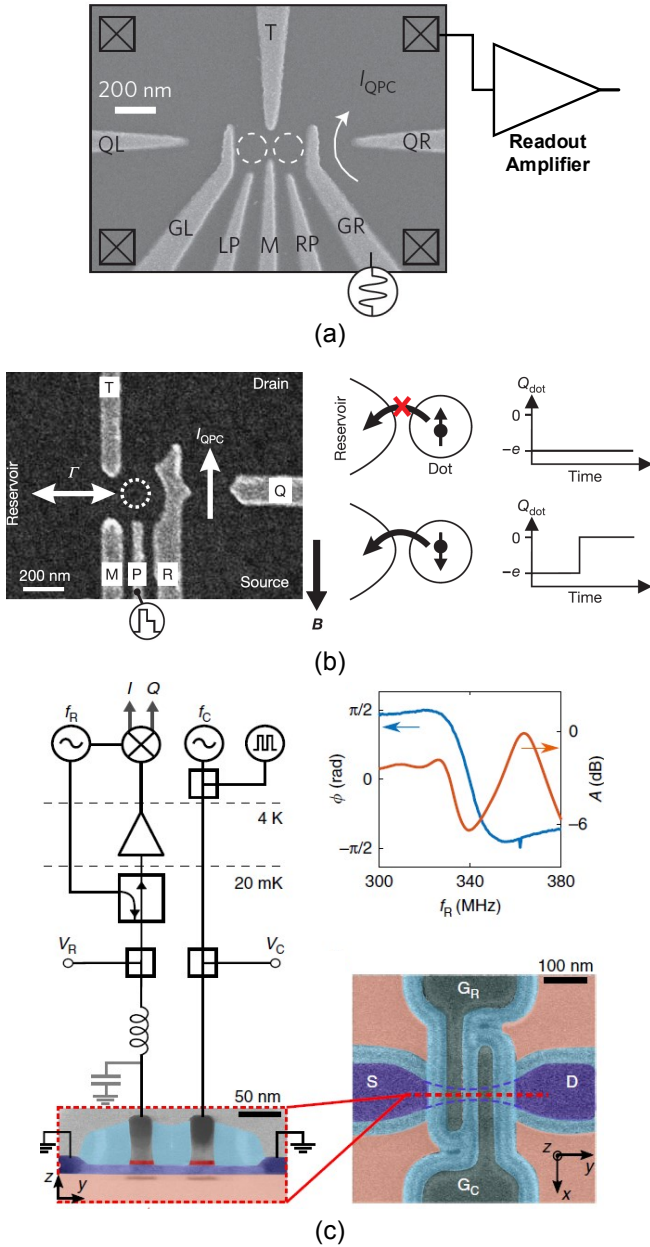 T
200 nm
I_QPC
QL
QR
GL
LP
M
RP
GR
Readout
Amplifier
(a)
T
Drain
I_QPC
Reservoir
Γ
Q
200 nm
M
P
R
Source
B
Reservoir
Dot
Q_dot
0
−e
Time
Q_dot
0
−e
Time
(b)
I
Q
f_R
f_C
4 K
20 mK
V_R
V_C
50 nm
z
y
π/2
0
−π/2
ϕ (rad)
0
−6
A (dB)
300
340
380
f_R (MHz)
100 nm
G_R
S
D
G_C
z
y
x
(c)